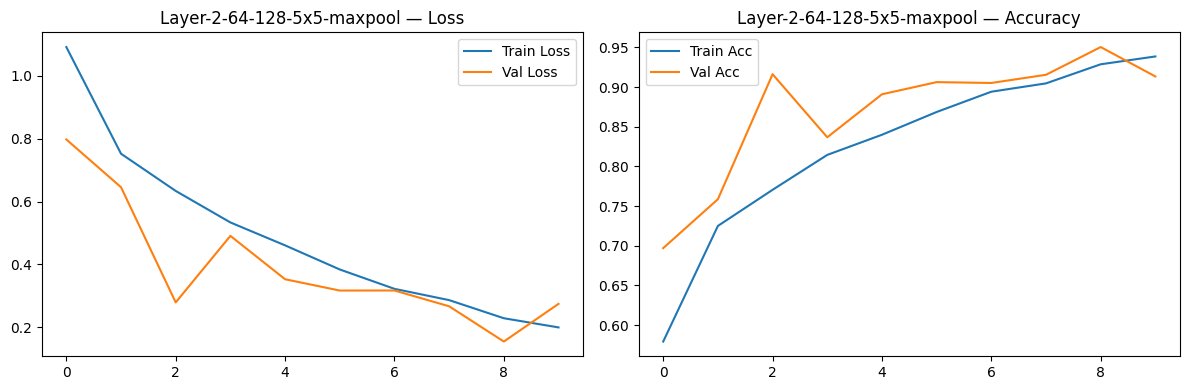 Layer-2-64-128-5x5-maxpool — Loss
Train Loss
Val Loss
1.0
0.8
0.6
0.4
0.2
0 2 4 6 8
Layer-2-64-128-5x5-maxpool — Accuracy
Train Acc
Val Acc
0.95
0.90
0.85
0.80
0.75
0.70
0.65
0.60
0 2 4 6 8